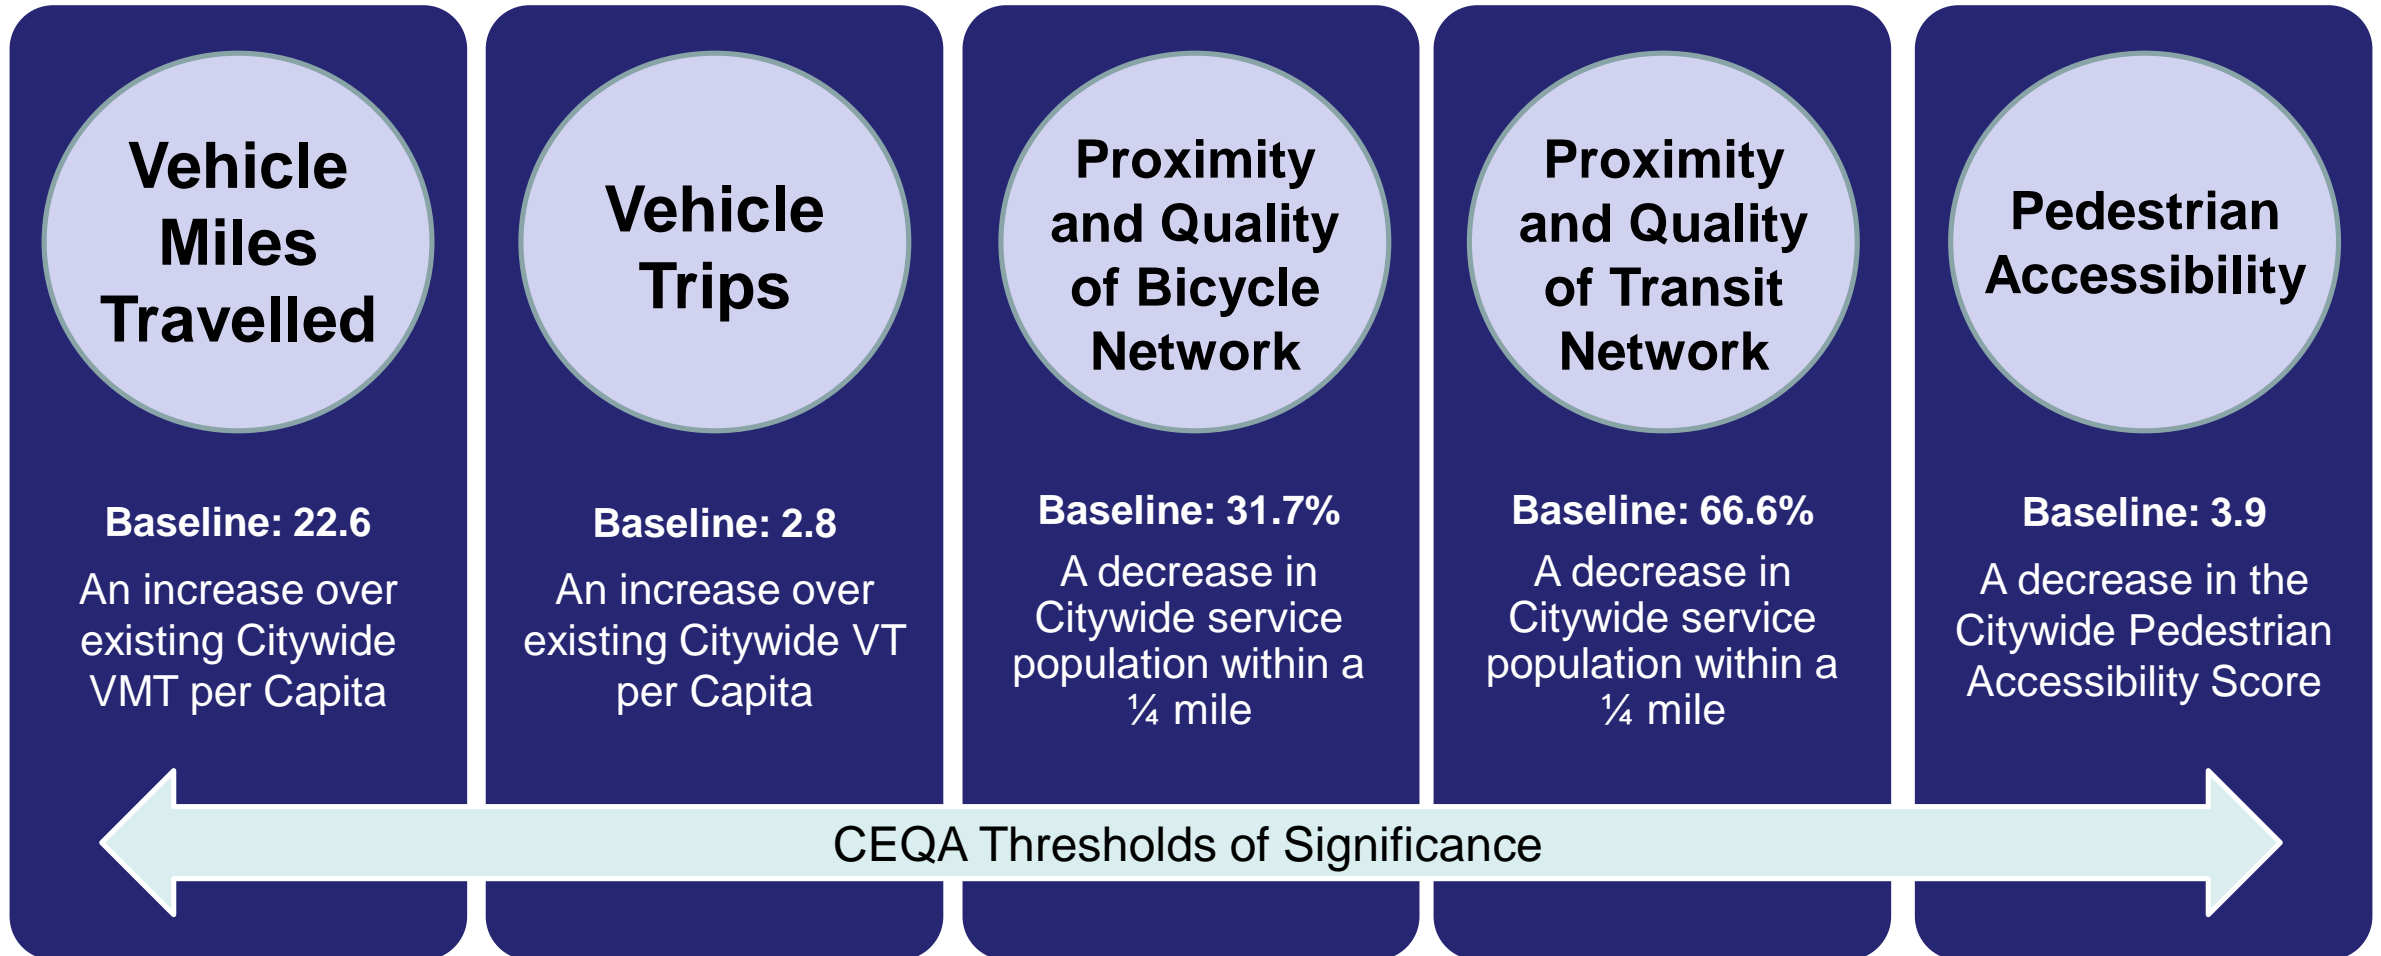 Vehicle
Miles
Travelled
Baseline: 22.6
An increase over
existing Citywide
VMT per Capita
Vehicle
Trips
Baseline: 2.8
An increase over
existing Citywide VT
per Capita
Proximity
and Quality
of Bicycle
Network
Baseline: 31.7%
A decrease in
Citywide service
population within a
¼ mile
Proximity
and Quality
of Transit
Network
Baseline: 66.6%
A decrease in
Citywide service
population within a
¼ mile
Pedestrian
Accessibility
Baseline: 3.9
A decrease in the
Citywide Pedestrian
Accessibility Score
CEQA Thresholds of Significance